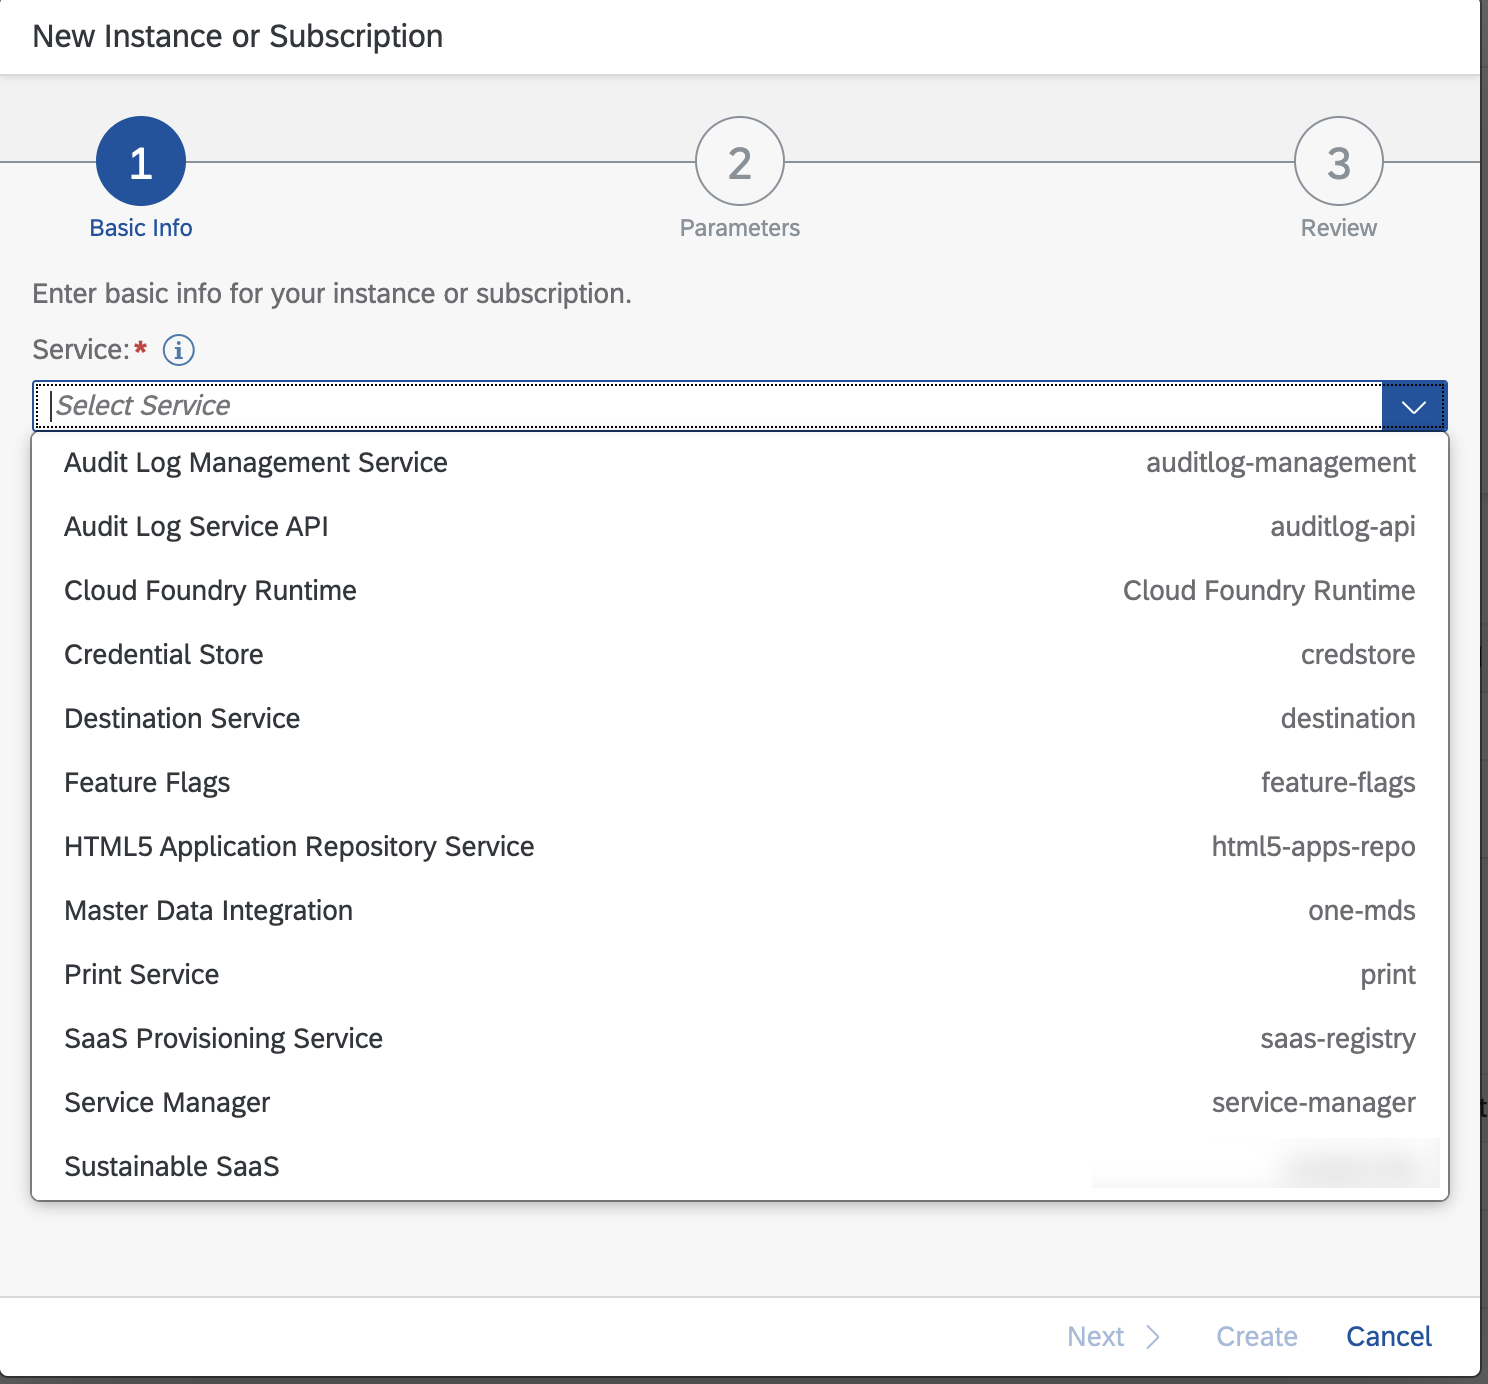 New Instance or Subscription
1
2
3
Basic Info
Parameters
Review
Enter basic info for your instance or subscription.
Service:*
Select Service
Audit Log Management Service auditlog-management
Audit Log Service API auditlog-api
Cloud Foundry Runtime Cloud Foundry Runtime
Credential Store credstore
Destination Service destination
Feature Flags feature-flags
HTML5 Application Repository Service html5-apps-repo
Master Data Integration one-mds
Print Service print
SaaS Provisioning Service saas-registry
Service Manager service-manager
Sustainable SaaS
Next Create Cancel